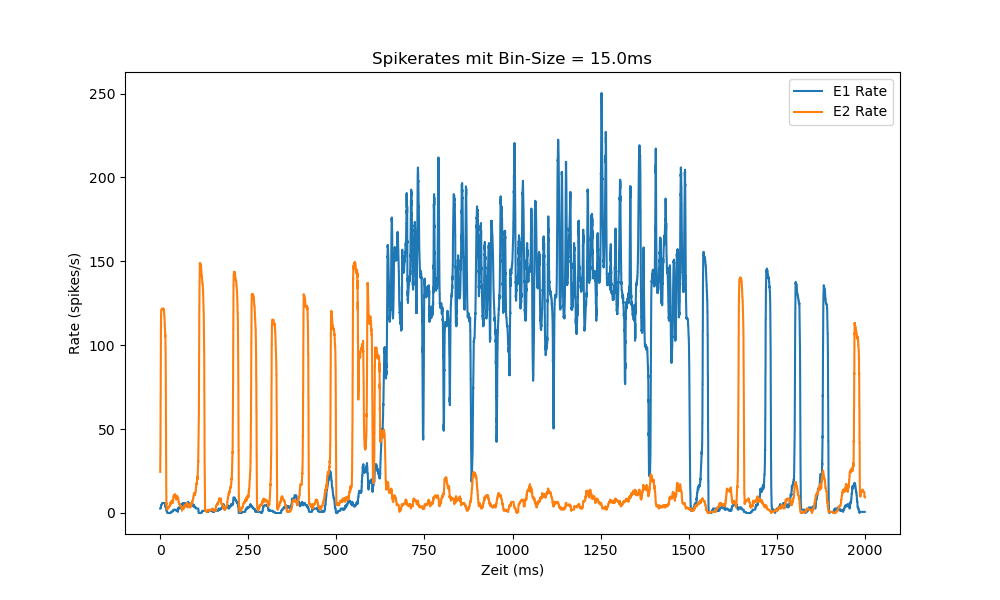 Spikerates mit Bin-Size = 15.0ms
E1 Rate
E2 Rate
250
200
150
100
50
0
Rate (spikes/s)
0 250 500 750 1000 1250 1500 1750 2000
Zeit (ms)